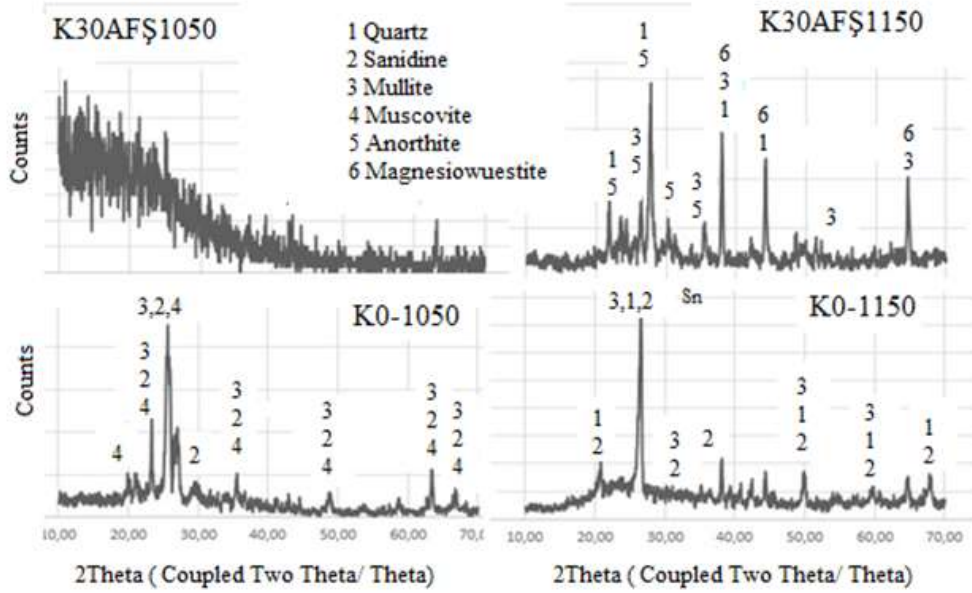 K30AFŞ1050
1 Quartz
2 Sanidine
3 Mullite
4 Muscovite
5 Anorthite
6 Magnesiowuestite
Counts
K30AFŞ1150
1
5
6
3
1
6
1
6
3
1
5
3
5
5
3
5
3
K0-1050
3,2,4
3
2
4
4
2
3
2
4
3
2
4
3
2
4
3
2
4
Counts
10,00 20,00 30,00 40,00 50,00 60,00
2Theta ( Coupled Two Theta/ Theta)
K0-1150
3,1,2
Sn
1
2
3
2
2
3
1
2
3
1
2
1
2
10,00 20,00 30,00 40,00 50,00 60,00 70,00
2Theta ( Coupled Two Theta/ Theta)